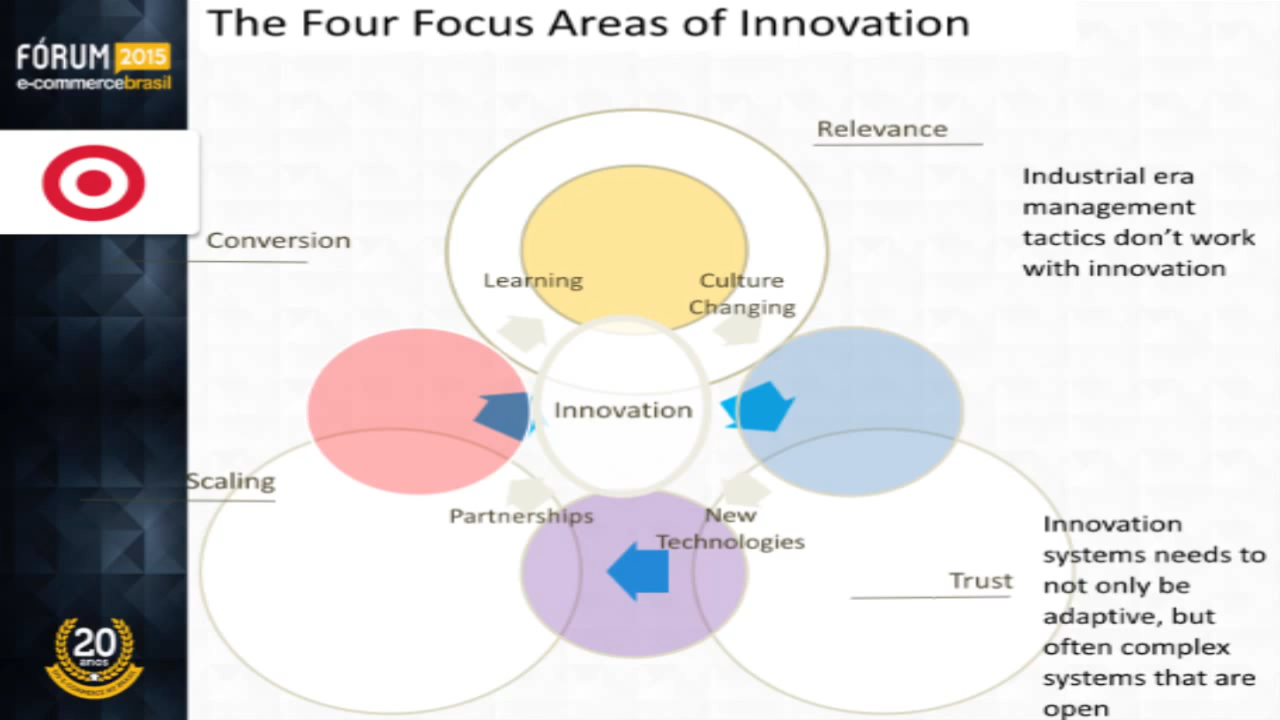 The Four Focus Areas of Innovation
FÓRUM 2015
e-commercebrasil
Relevance
Industrial era
management
tactics don't work
with innovation
Conversion
Learning
Culture
Changing
Innovation
Scaling
Partnerships
New
Technologies
Trust
Innovation
systems needs to
not only be
adaptive, but
often complex
systems that are
open
20
anos